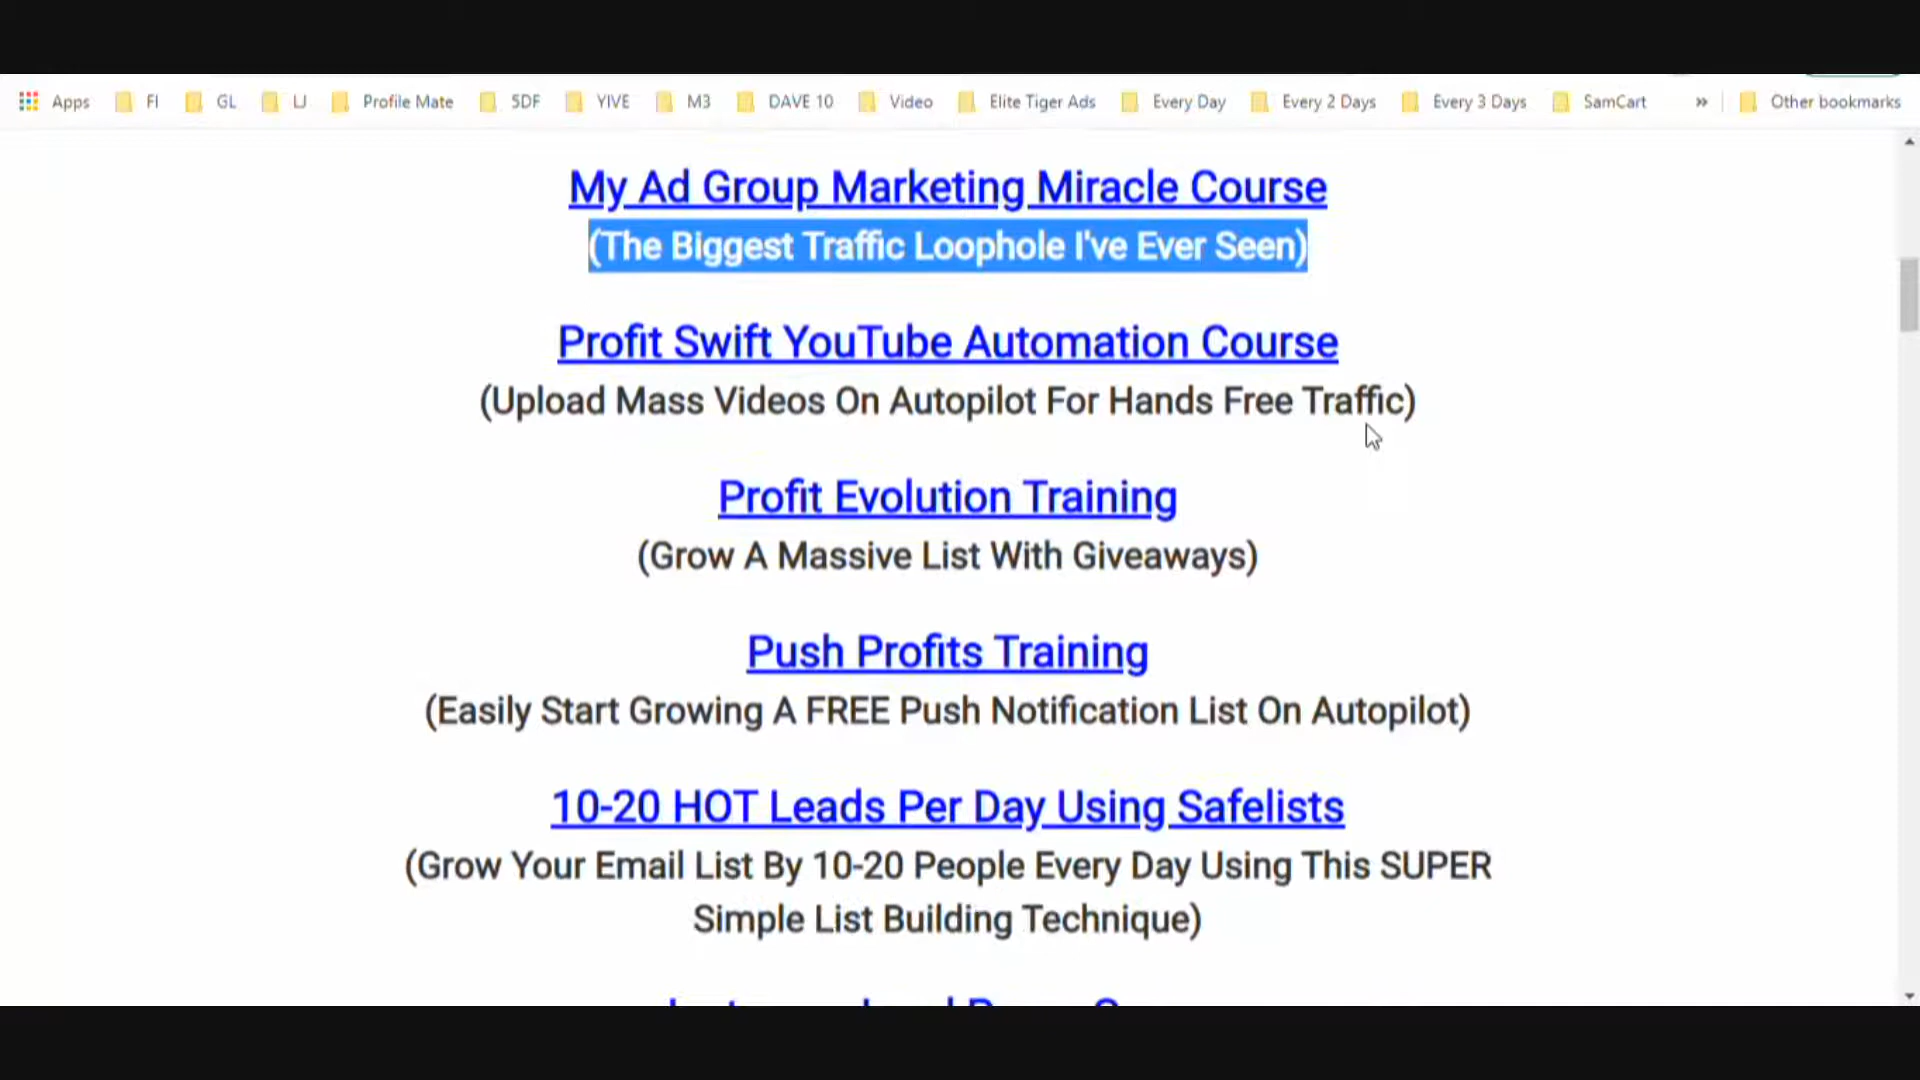 Apps FI GL LJ Profile Mate 5DF YIVE M3 DAVE 10 Video Elite Tiger Ads Every Day Every 2 Days Every 3 Days SamCart » Other bookmarks
My Ad Group Marketing Miracle Course
(The Biggest Traffic Loophole I've Ever Seen)
Profit Swift YouTube Automation Course
(Upload Mass Videos On Autopilot For Hands Free Traffic)
Profit Evolution Training
(Grow A Massive List With Giveaways)
Push Profits Training
(Easily Start Growing A FREE Push Notification List On Autopilot)
10-20 HOT Leads Per Day Using Safelists
(Grow Your Email List By 10-20 People Every Day Using This SUPER
Simple List Building Technique)